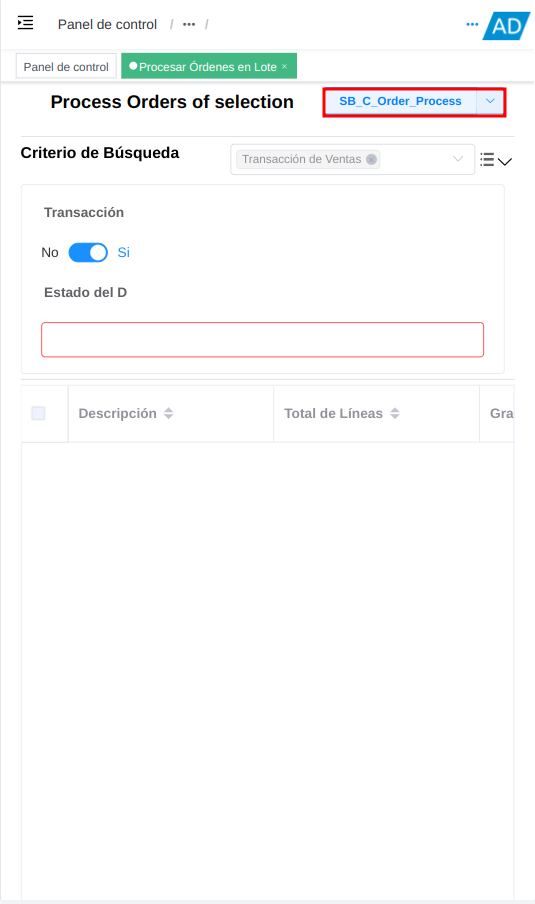 Panel de control / ••• / •••
AD
Panel de control
Procesar Órdenes en Lote ×
Process Orders of selection
SB_C_Order_Process
Criterio de Búsqueda
Transacción de Ventas
Transacción
No
Si
Estado del D
Descripción
Total de Líneas
Gra